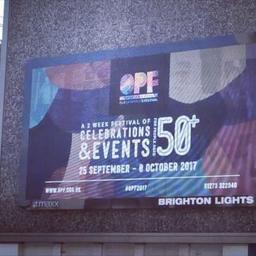 OPF
A 2 WEEK FESTIVAL OF
CELEBRATIONS
& EVENTS
50+
25 SEPTEMBER - 8 OCTOBER 2017
WWW.OPF.ORG.UK
#OPF2017
01273 322940
BRIGHTON LIGHTS